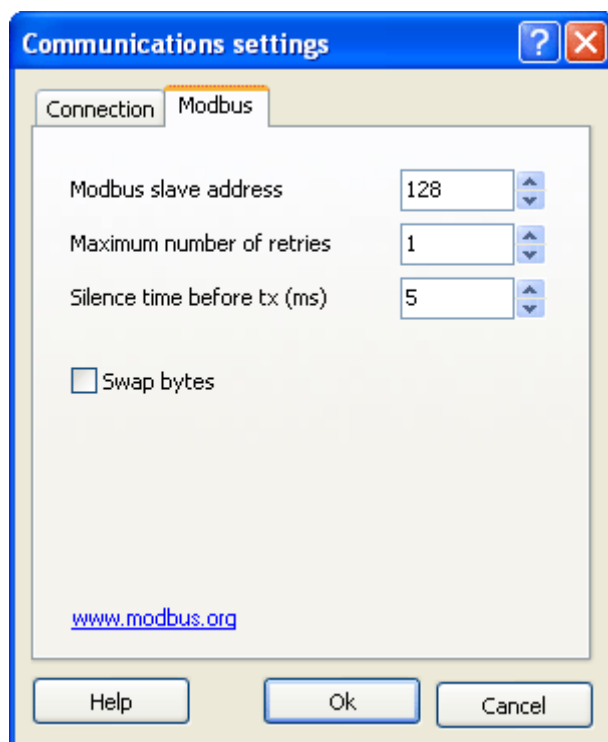 Communications settings
?
Connection Modbus
Modbus slave address 128
Maximum number of retries 1
Silence time before tx (ms) 5
Swap bytes
www.modbus.org
Help Ok Cancel